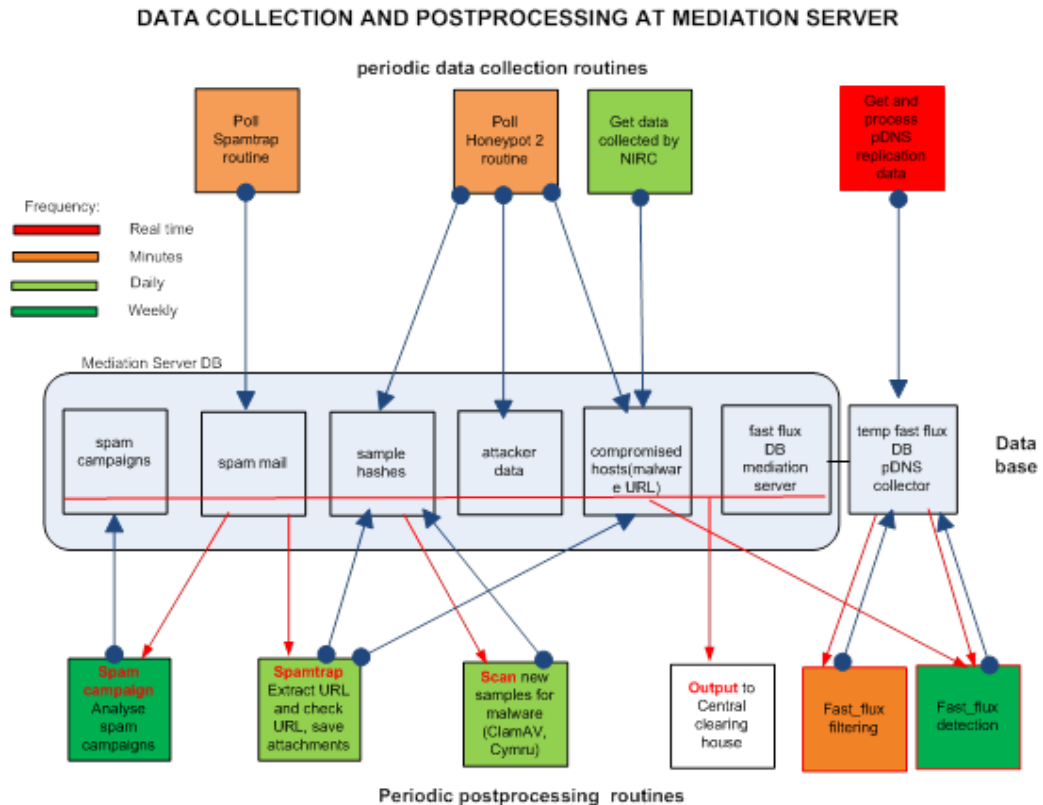 DATA COLLECTION AND POSTPROCESSING AT MEDIATION SERVER
periodic data collection routines
Poll
Spamtrap
routine
Poll
Honeypot 2
routine
Get data
collected by
NIRC
Get and
process
pDNS
replication
data
Frequency:
Real time
Minutes
Daily
Weekly
Mediation Server DB
spam
campaigns
spam mail
sample
hashes
attacker
data
compromised
hosts(malwar
e URL)
fast flux
DB
mediation
server
temp fast flux
DB
pDNS
collector
Data
base
Spam
campaign
Analyse
spam
campaigns
Spamtrap
Extract URL
and check
URL, save
attachments
Scan new
samples for
malware
(ClamAV,
Cymru)
Output to
Central
clearing
house
Fast_flux
filtering
Fast_flux
detection
Periodic postprocessing routines